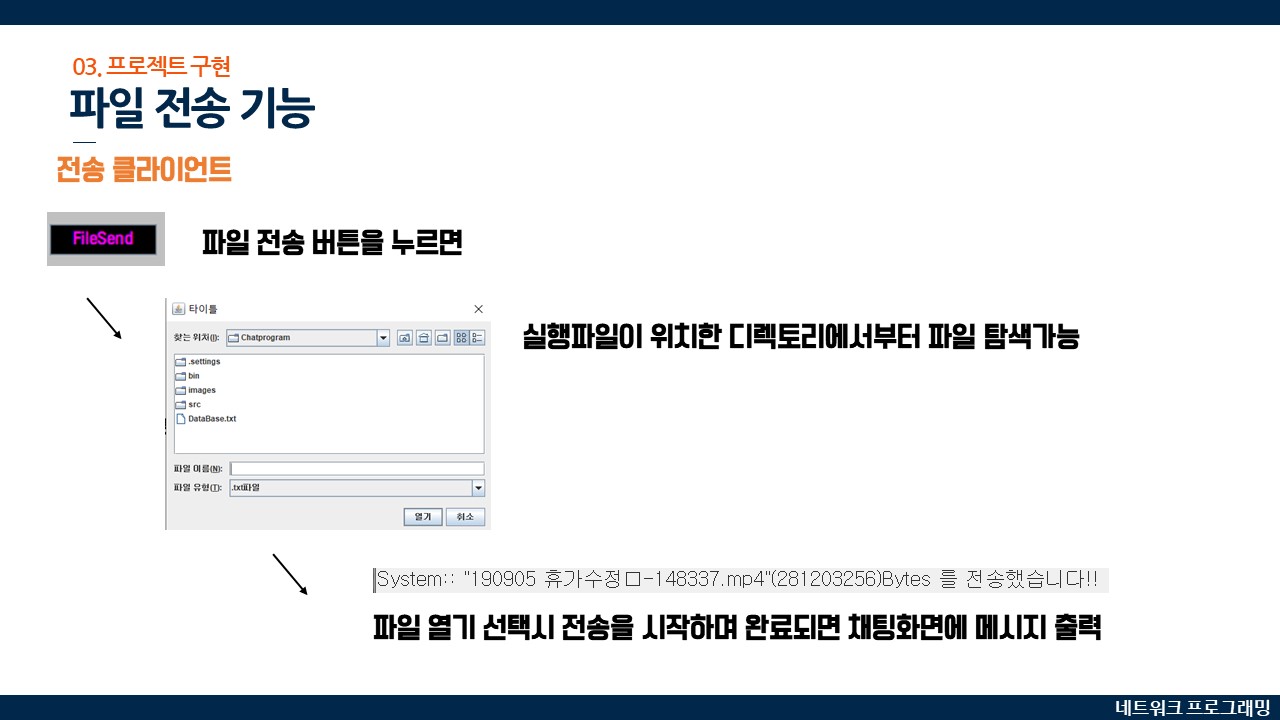 03. 프로젝트 구현
파일 전송 기능
전송 클라이언트
FileSend
파일 전송 버튼을 누르면
타이틀
찾는 위치(I):
Chatprogram
실행파일이 위치한 디렉토리에서부터 파일 탐색가능
.settings
bin
images
src
DataBase.txt
파일 이름(N):
파일 유형(T):
.txt파일
열기
취소
System:: "190905 휴가수정□-148337.mp4"(281203256)Bytes 를 전송했습니다!!
파일 열기 선택시 전송을 시작하며 완료되면 채팅화면에 메시지 출력
네트워크 프로그래밍